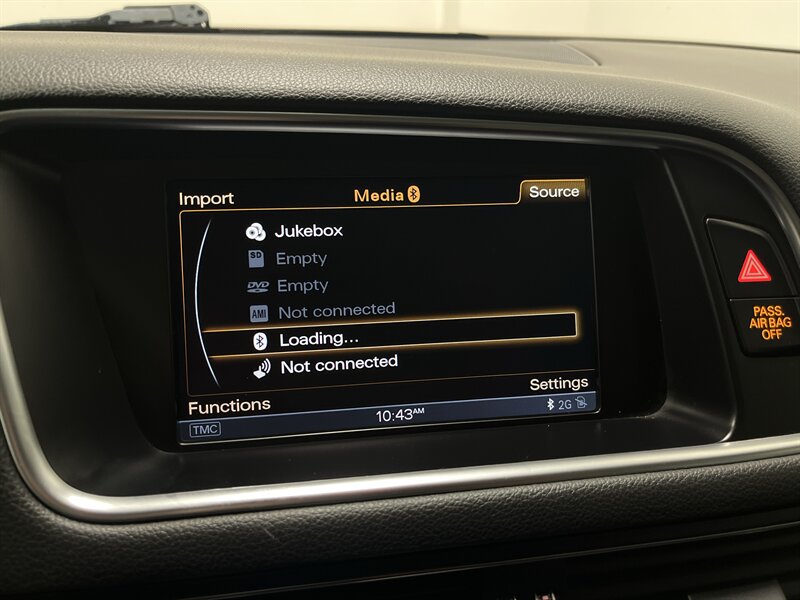 Import Media Source
Jukebox
SD Empty
DVD Empty
AMI Not connected
Loading...
Not connected
Functions Settings
TMC 10:43AM 2G
PASS.
AIR BAG
OFF